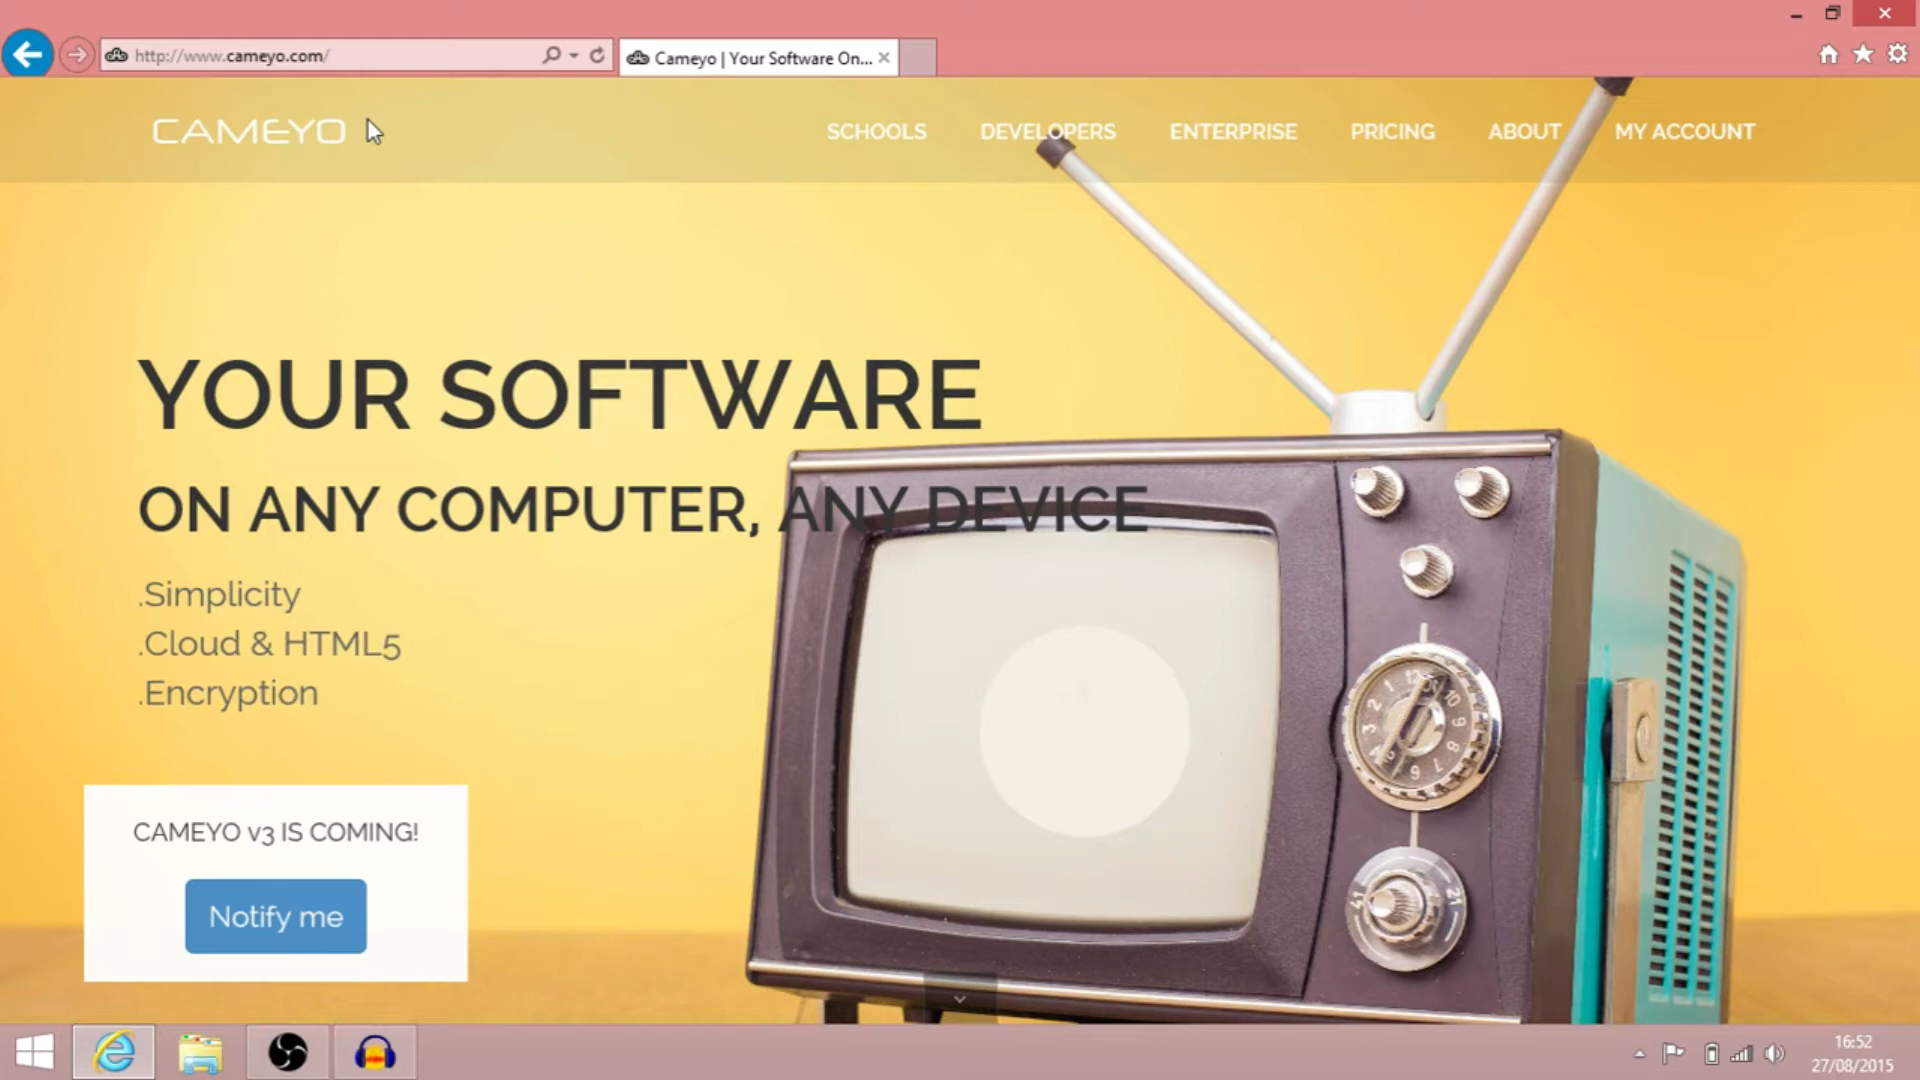 http://www.cameyo.com/
Cameyo | Your Software On...
CAMEYO
SCHOOLS DEVELOPERS ENTERPRISE PRICING ABOUT MY ACCOUNT
YOUR SOFTWARE
ON ANY COMPUTER, ANY DEVICE
.Simplicity
.Cloud & HTML5
.Encryption
CAMEYO v3 IS COMING!
Notify me
16:52
27/08/2015